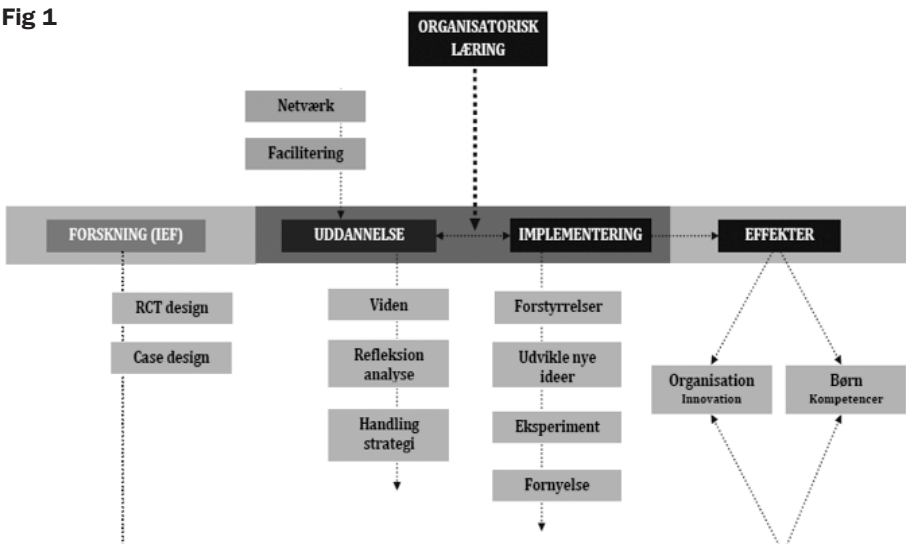 Fig 1
ORGANISATORISK
LÆRING
Netværk
Facilitering
FORSKNING (IEF)
UDDANNELSE
IMPLEMENTERING
EFFEKTER
RCT design
Case design
Viden
Refleksion
analyse
Handling
strategi
Forstyrrelser
Udvikle nye
ideer
Eksperiment
Fornyelse
Organisation
Innovation
Børn
Kompetencer